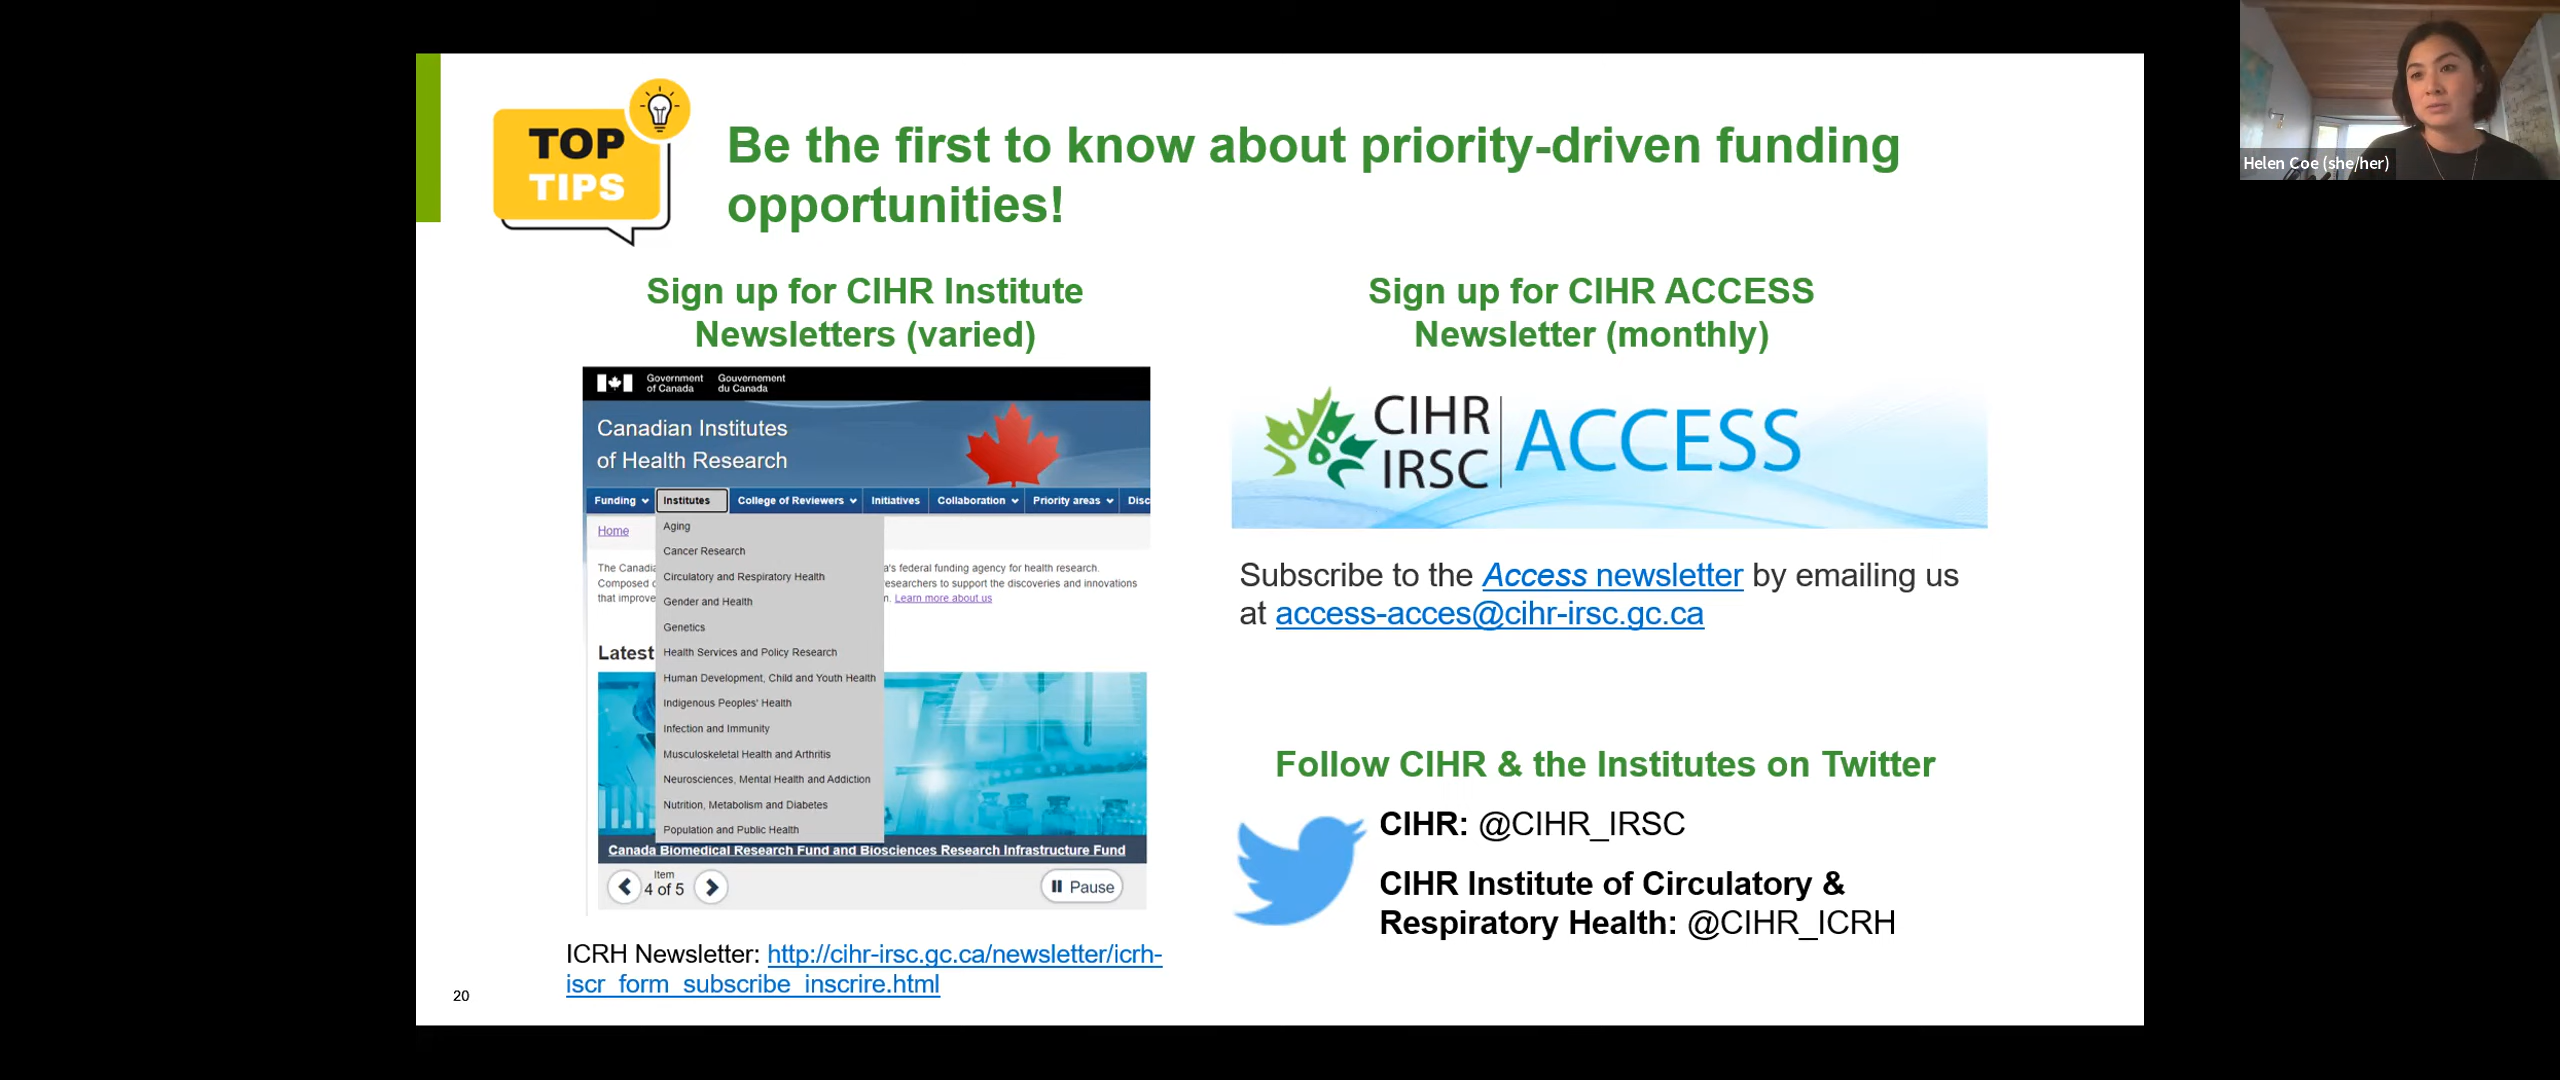 TOP
TIPS
Be the first to know about priority-driven funding
opportunities!
Sign up for CIHR Institute
Newsletters (varied)
Government
of Canada
Gouvernement
du Canada
Canadian Institutes
of Health Research
Funding
Institutes
College of Reviewers
Initiatives
Collaboration
Priority areas
Disc
Home
Aging
Cancer Research
Circulatory and Respiratory Health
Gender and Health
Genetics
Health Services and Policy Research
Human Development, Child and Youth Health
Indigenous Peoples' Health
Infection and Immunity
Musculoskeletal Health and Arthritis
Neurosciences, Mental Health and Addiction
Nutrition, Metabolism and Diabetes
Population and Public Health
The Canadia
a's federal funding agency for health research.
Composed
esearchers to support the discoveries and innovations
that improve
n. Learn more about us
Latest
Canada Biomedical Research Fund and Biosciences Research Infrastructure Fund
Item
4 of 5
Pause
ICRH Newsletter: http://cihr-irsc.gc.ca/newsletter/icrh-
iscr_form_subscribe_inscrire.html
20
Sign up for CIHR ACCESS
Newsletter (monthly)
CIHR
IRSC
ACCESS
Subscribe to the Access newsletter by emailing us
at access-acces@cihr-irsc.gc.ca
Follow CIHR & the Institutes on Twitter
CIHR: @CIHR_IRSC
CIHR Institute of Circulatory &
Respiratory Health: @CIHR_ICRH
Helen Coe (she/her)